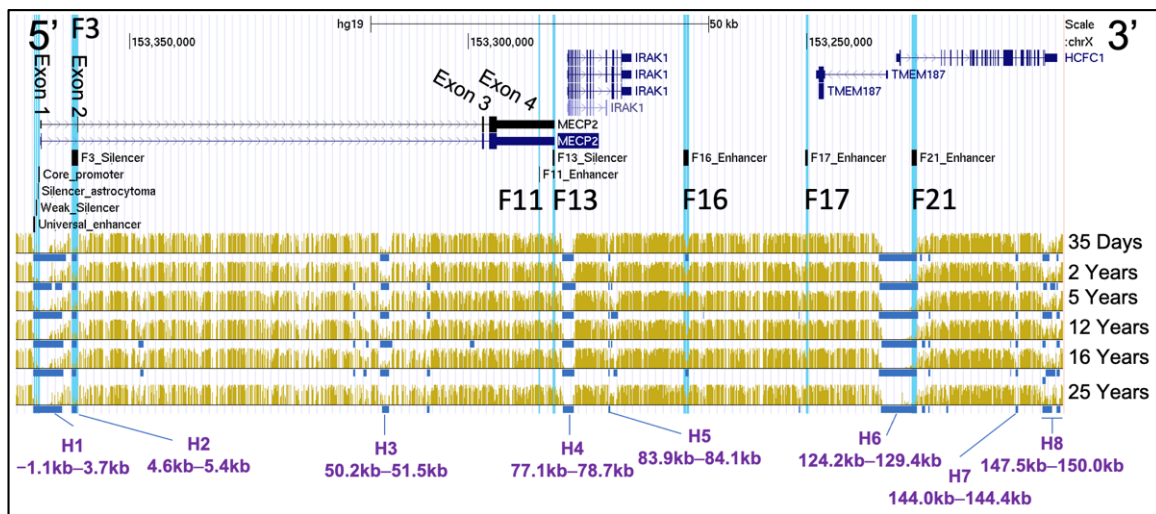 5’ F3 hg19 50 kb Scale 3’
153,350,000 153,300,000 153,250,000 :chrX
Exon 1
Exon 2
Exon 3
Exon 4
IRAK1 HCFC1
IRAK1 TMEM187
IRAK1 TMEM187
IRAK1
MECP2
MECP2
F3_Silencer F13_Silencer F16_Enhancer F17_Enhancer F21_Enhancer
Core_promoter F11_Enhancer
Silencer_astrocytoma
Weak_Silencer
Universal_enhancer
F11 F13 F16 F17 F21
35 Days
2 Years
5 Years
12 Years
16 Years
25 Years
H1
−1.1kb–3.7kb
H2
4.6kb–5.4kb
H3
50.2kb–51.5kb
H4
77.1kb–78.7kb
H5
83.9kb–84.1kb
H6
124.2kb–129.4kb
H7
144.0kb–144.4kb
H8
147.5kb–150.0kb